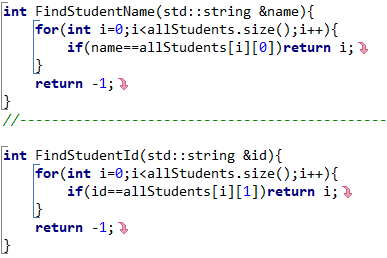 int FindStudentName(std::string &name){
    for(int i=0;i<allStudents.size();i++){
        if(name==allStudents[i][0])return i;
    }
    return -1;
}
//----------------------------------------------
int FindStudentId(std::string &id){
    for(int i=0;i<allStudents.size();i++){
        if(id==allStudents[i][1])return i;
    }
    return -1;
}